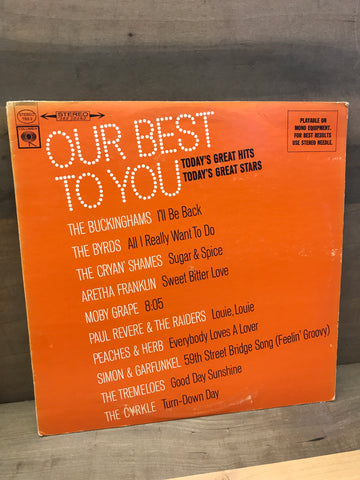 STEREO
360 SOUND
COLUMBIA
OUR BEST
TO YOU
TODAY'S GREAT HITS
TODAY'S GREAT STARS
PLAYABLE ON
MONO EQUIPMENT.
FOR BEST RESULTS
USE STEREO NEEDLE.
THE BUCKINGHAMS I'll Be Back
THE BYRDS All I Really Want To Do
THE CRYAN' SHAMES Sugar & Spice
ARETHA FRANKLIN Sweet Bitter Love
MOBY GRAPE 8:05
PAUL REVERE & THE RAIDERS Louie, Louie
PEACHES & HERB Everybody Loves A Lover
SIMON & GARFUNKEL 59th Street Bridge Song (Feelin' Groovy)
THE TREMELOES Good Day Sunshine
THE CYRKLE Turn-Down Day